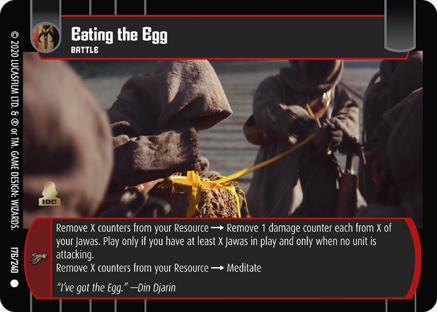 Eating the Egg
BATTLE
© 2020 LUCASFILM LTD. & ® or TM. GAME DESIGN: WIZARDS.
176/240
IDC
Remove X counters from your Resource → Remove 1 damage counter each from X of
your Jawas. Play only if you have at least X Jawas in play and only when no unit is
attacking.
Remove X counters from your Resource → Meditate
"I've got the Egg." —Din Djarin